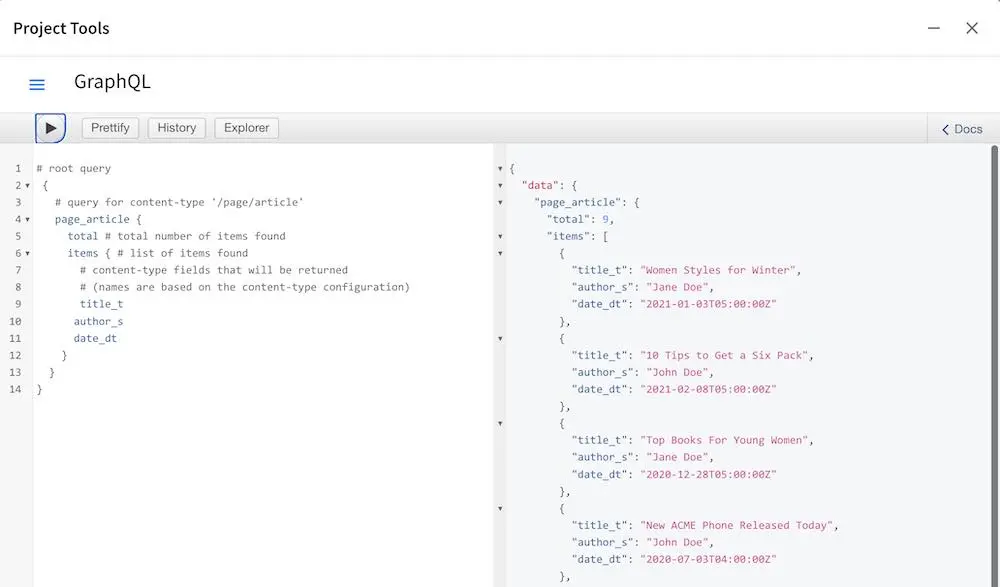 Project Tools
GraphQL
Prettify History Explorer Docs
1 # root query
2 {
3 # query for content-type '/page/article'
4 page_article {
5 total # total number of items found
6 items { # list of items found
7 # content-type fields that will be returned
8 # (names are based on the content-type configuration)
9 title_t
10 author_s
11 date_dt
12 }
13 }
14 }
{
"data": {
"page_article": {
"total": 9,
"items": [
{
"title_t": "Women Styles for Winter",
"author_s": "Jane Doe",
"date_dt": "2021-01-03T05:00:00Z"
},
{
"title_t": "10 Tips to Get a Six Pack",
"author_s": "John Doe",
"date_dt": "2021-02-08T05:00:00Z"
},
{
"title_t": "Top Books For Young Women",
"author_s": "Jane Doe",
"date_dt": "2020-12-28T05:00:00Z"
},
{
"title_t": "New ACME Phone Released Today",
"author_s": "John Doe",
"date_dt": "2020-07-03T04:00:00Z"
},